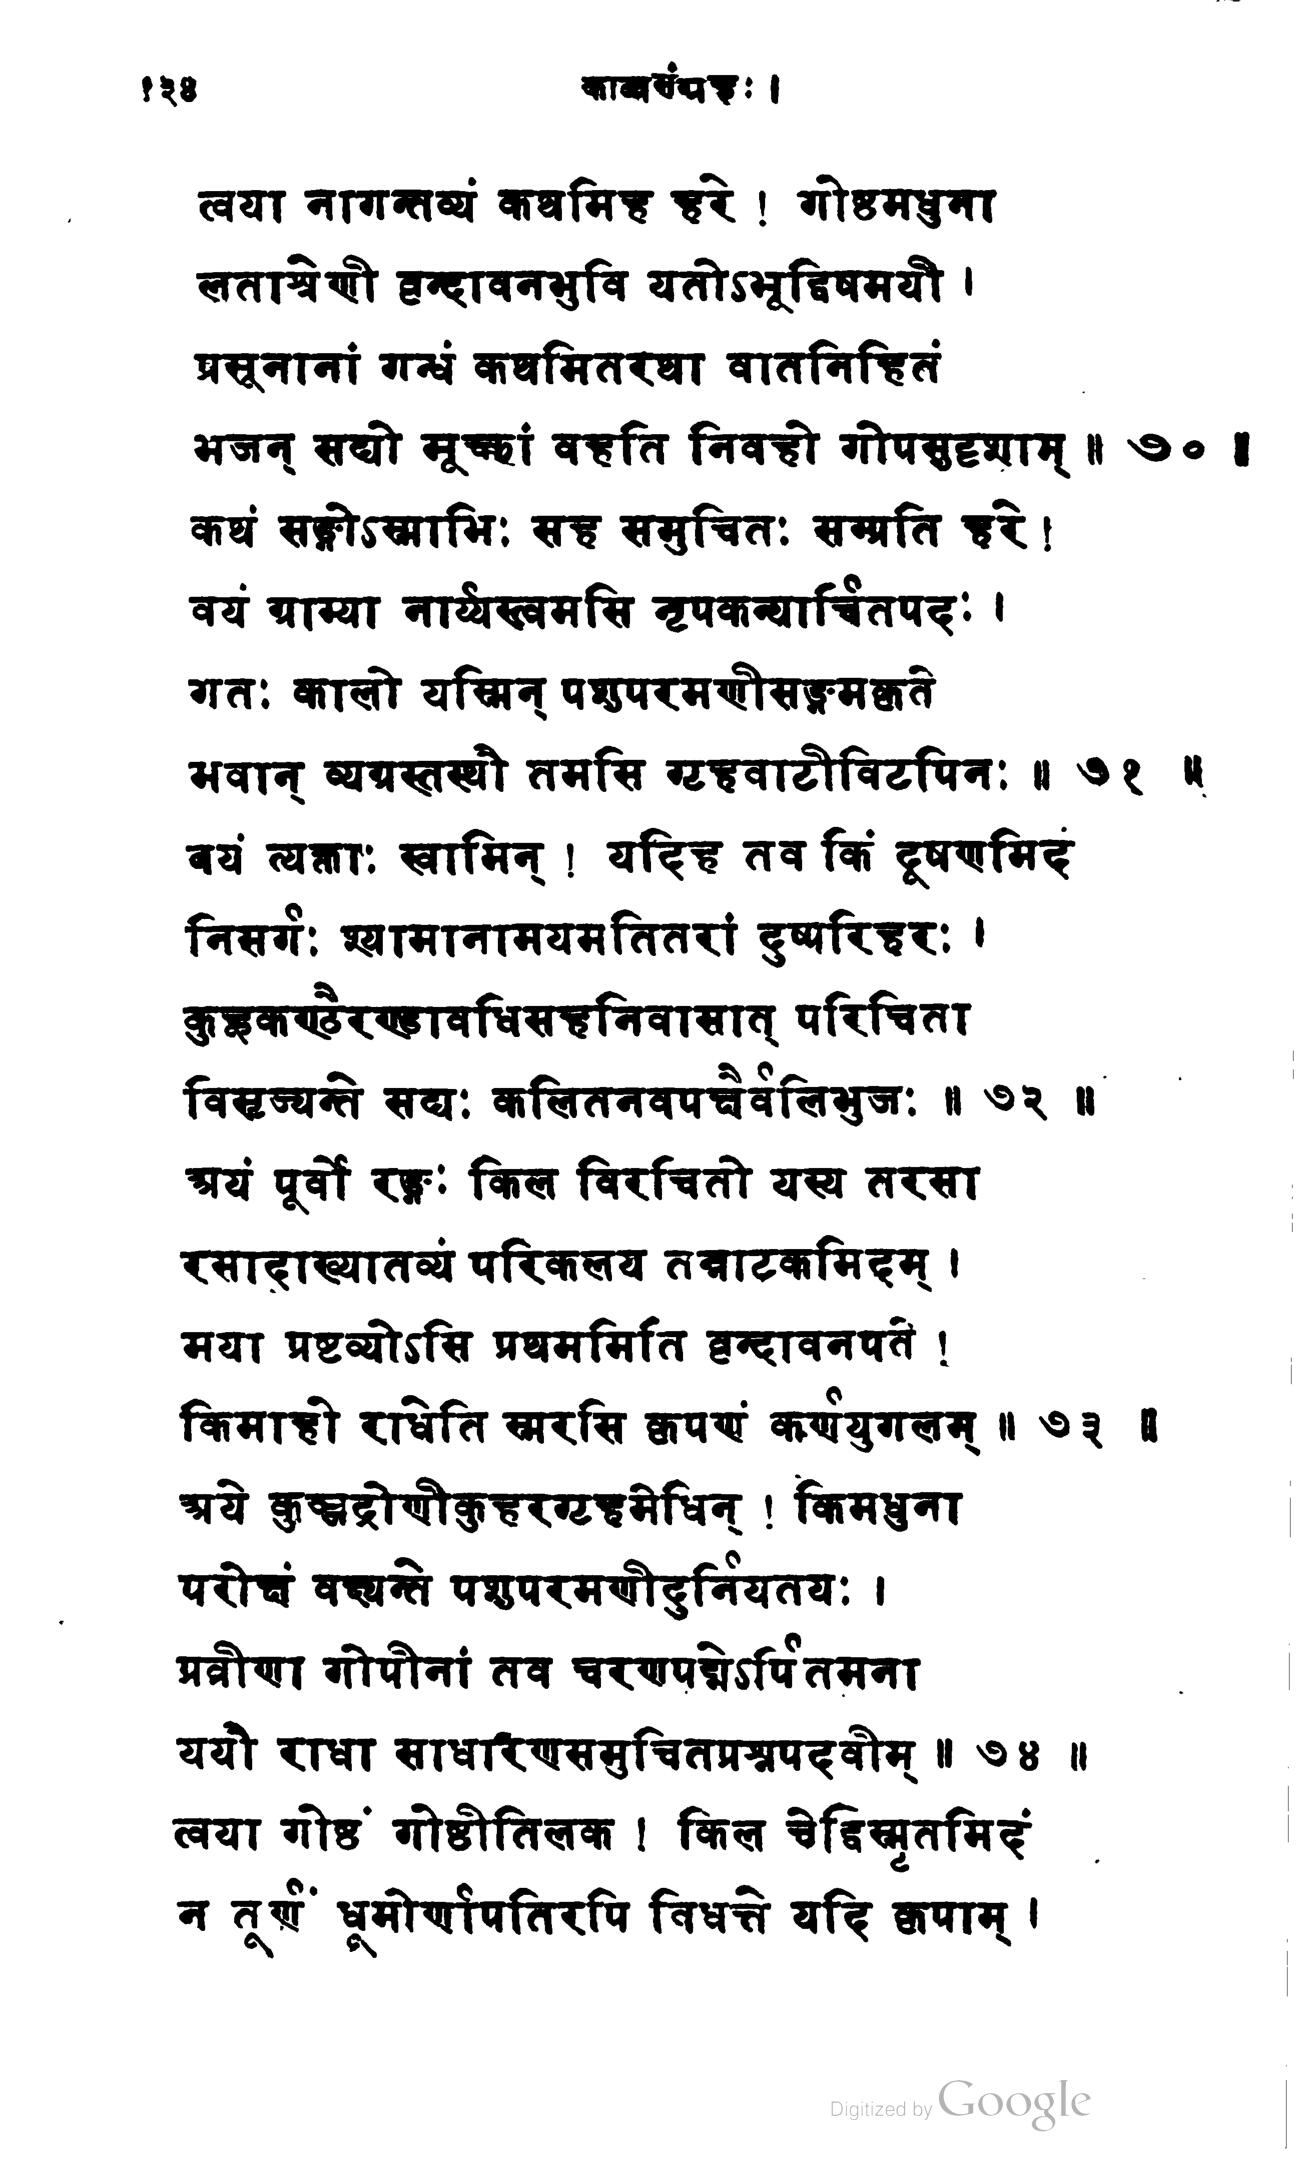 १३४ काव्यसंग्रहः ।
त्वया नागन्तव्यं कथमिह हरे ! गोष्ठमधुना
लताश्रेणी वृन्दावनभुवि यतोऽभूद्विषमयी ।
प्रसूनानां गन्धं कथमितरथा वातनिहितं
भजन् सद्यो मूर्च्छां वहति निवहो गोपसुदृशाम् ॥ ७० ॥
कथं सङ्गोऽस्माभिः सह समुचितः सम्प्रति हरे !
वयं ग्राम्या नार्य्यस्त्वमसि नृपकन्यार्च्चितपदः ।
गतः कालो यस्मिन् पशुपरमणीसङ्गमकृते
भवान् व्यग्रस्तस्थौ तमसि गृहवाटीविटपिनः ॥ ७१ ॥
वयं त्यक्ताः स्वामिन् ! यदिह तव किं दूषणमिदं
निसर्गः श्यामानामयमतितरां दुष्परिहरः ।
कुहूकण्ठैरण्डावधिसहनिवासात् परिचिता
विसृज्यन्ते सद्यः कलितनवपक्षैर्वलिभुजः ॥ ७२ ॥
अयं पूर्वो रङ्गः किल विरचितो यस्य तरसा
रसादाख्यातव्यं परिकलय तन्नाटकमिदम् ।
मया प्रष्टव्योऽसि प्रथममिति वृन्दावनपते !
किमाहो राधेति स्मरसि कृपणं कर्णयुगलम् ॥ ७३ ॥
अये कुञ्जद्रोणीकुहरगृहमेधिन् ! किमधुना
परोक्षं वक्ष्यन्ते पशुपरमणीदुर्नियतयः ।
प्रवीणा गोपीनां तव चरणपद्मेऽर्पितमना
ययौ राधा साधारणसमुचितप्रश्नपदवीम् ॥ ७४ ॥
त्वया गोष्ठं गोष्ठीतिलक ! किल चेद्विस्मृतमिदं
न तूर्णं धूमोर्णापतिरपि विधत्ते यदि कृपाम् ।
Digitized by Google